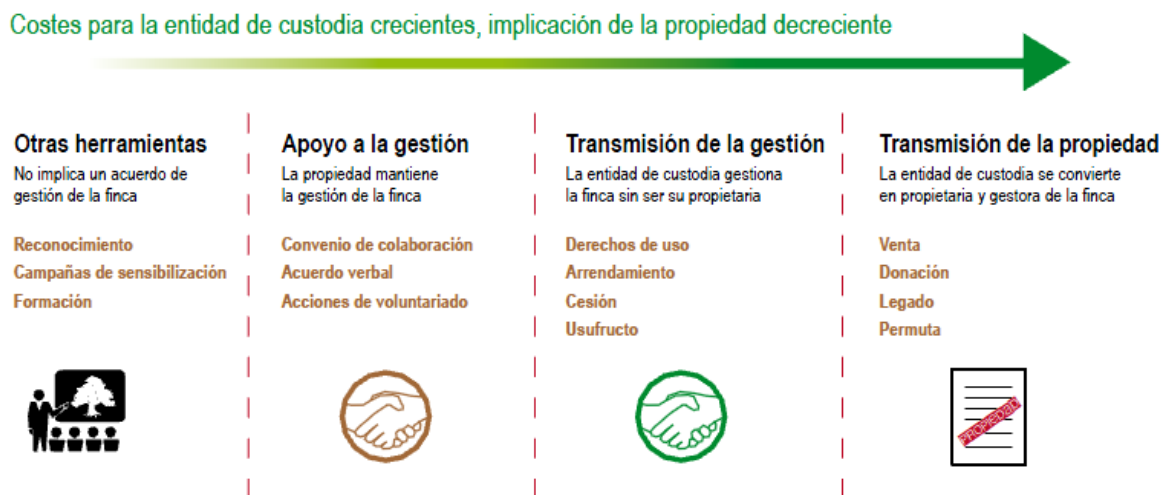 Costes para la entidad de custodia crecientes, implicación de la propiedad decreciente
Otras herramientas
No implica un acuerdo de
gestión de la finca
Reconocimiento
Campañas de sensibilización
Formación
Apoyo a la gestión
La propiedad mantiene
la gestión de la finca
Convenio de colaboración
Acuerdo verbal
Acciones de voluntariado
Transmisión de la gestión
La entidad de custodia gestiona
la finca sin ser su propietaria
Derechos de uso
Arrendamiento
Cesión
Usufructo
Transmisión de la propiedad
La entidad de custodia se convierte
en propietaria y gestora de la finca
Venta
Donación
Legado
Permuta
PROPIEDAD